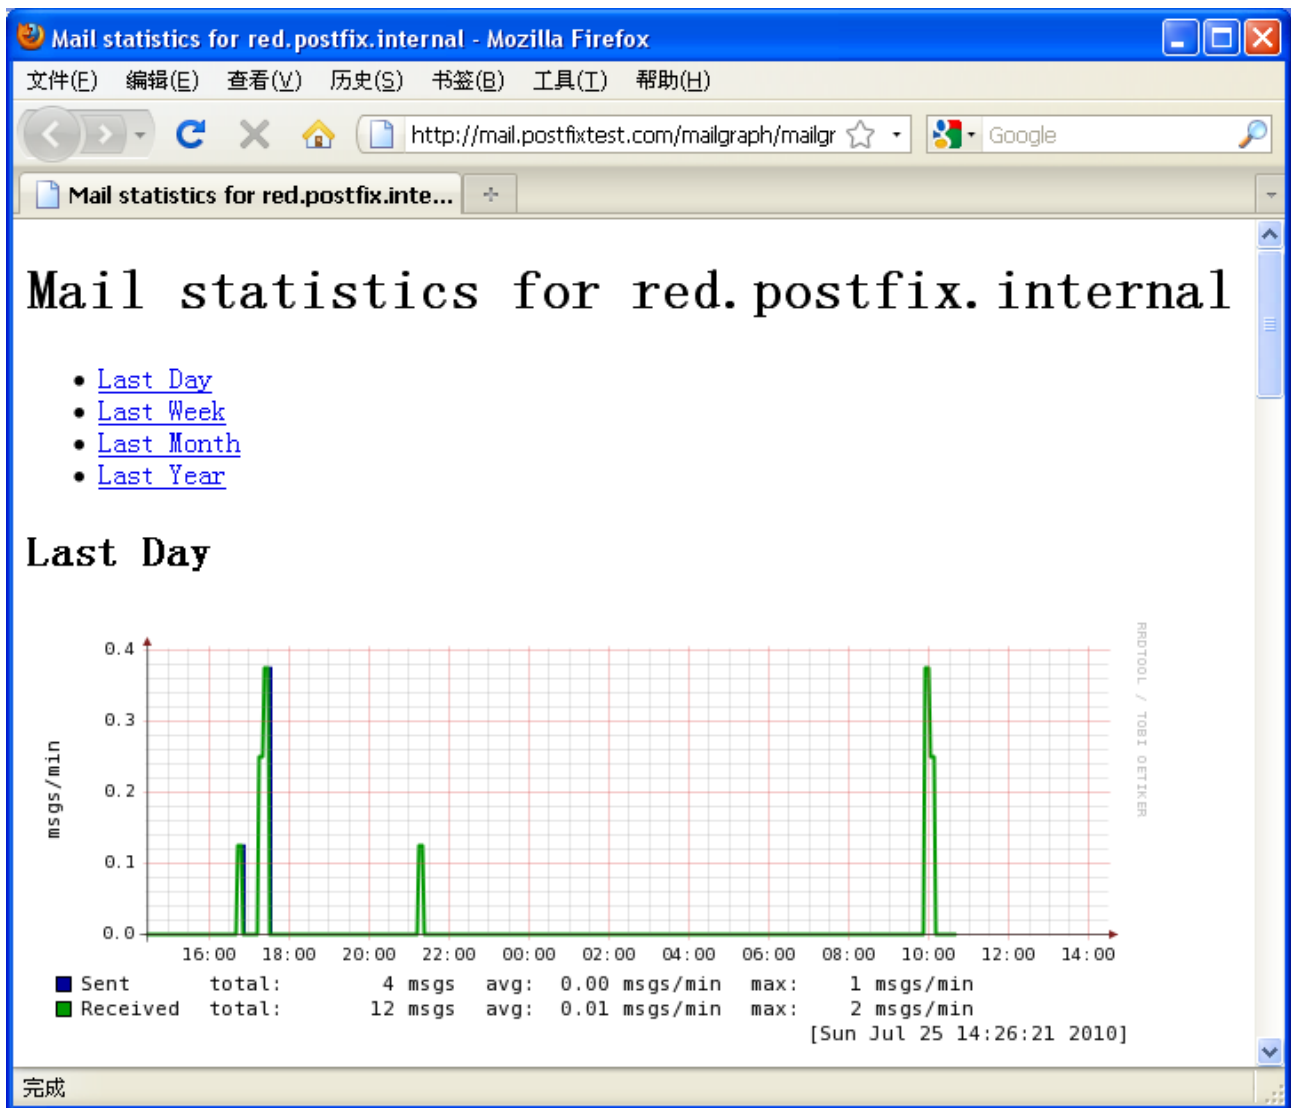 Mail statistics for red.postfix.internal - Mozilla Firefox
文件(F) 编辑(E) 查看(V) 历史(S) 书签(B) 工具(T) 帮助(H)
http://mail.postfixtest.com/mailgraph/mailgr Google
Mail statistics for red.postfix.inte...
Mail statistics for red.postfix.internal
Last Day
Last Week
Last Month
Last Year
Last Day
RRDTOOL / TOBI OETIKER
msgs/min
0.4
0.3
0.2
0.1
0.0
16:00 18:00 20:00 22:00 00:00 02:00 04:00 06:00 08:00 10:00 12:00 14:00
Sent total: 4 msgs avg: 0.00 msgs/min max: 1 msgs/min
Received total: 12 msgs avg: 0.01 msgs/min max: 2 msgs/min
[Sun Jul 25 14:26:21 2010]
完成